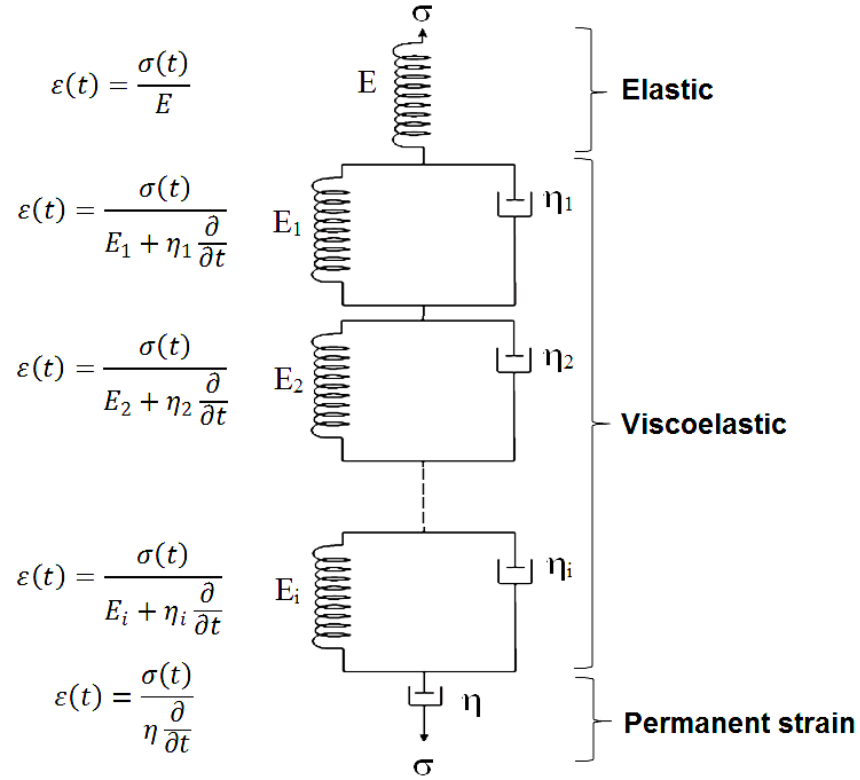 σ
ε(t) = σ(t) / E
E
Elastic
ε(t) = σ(t) / (E₁ + η₁ ∂/∂t)
E₁
η₁
ε(t) = σ(t) / (E₂ + η₂ ∂/∂t)
E₂
η₂
Viscoelastic
ε(t) = σ(t) / (Eᵢ + ηᵢ ∂/∂t)
Eᵢ
ηᵢ
ε(t) = σ(t) / (η ∂/∂t)
η
Permanent strain
σ